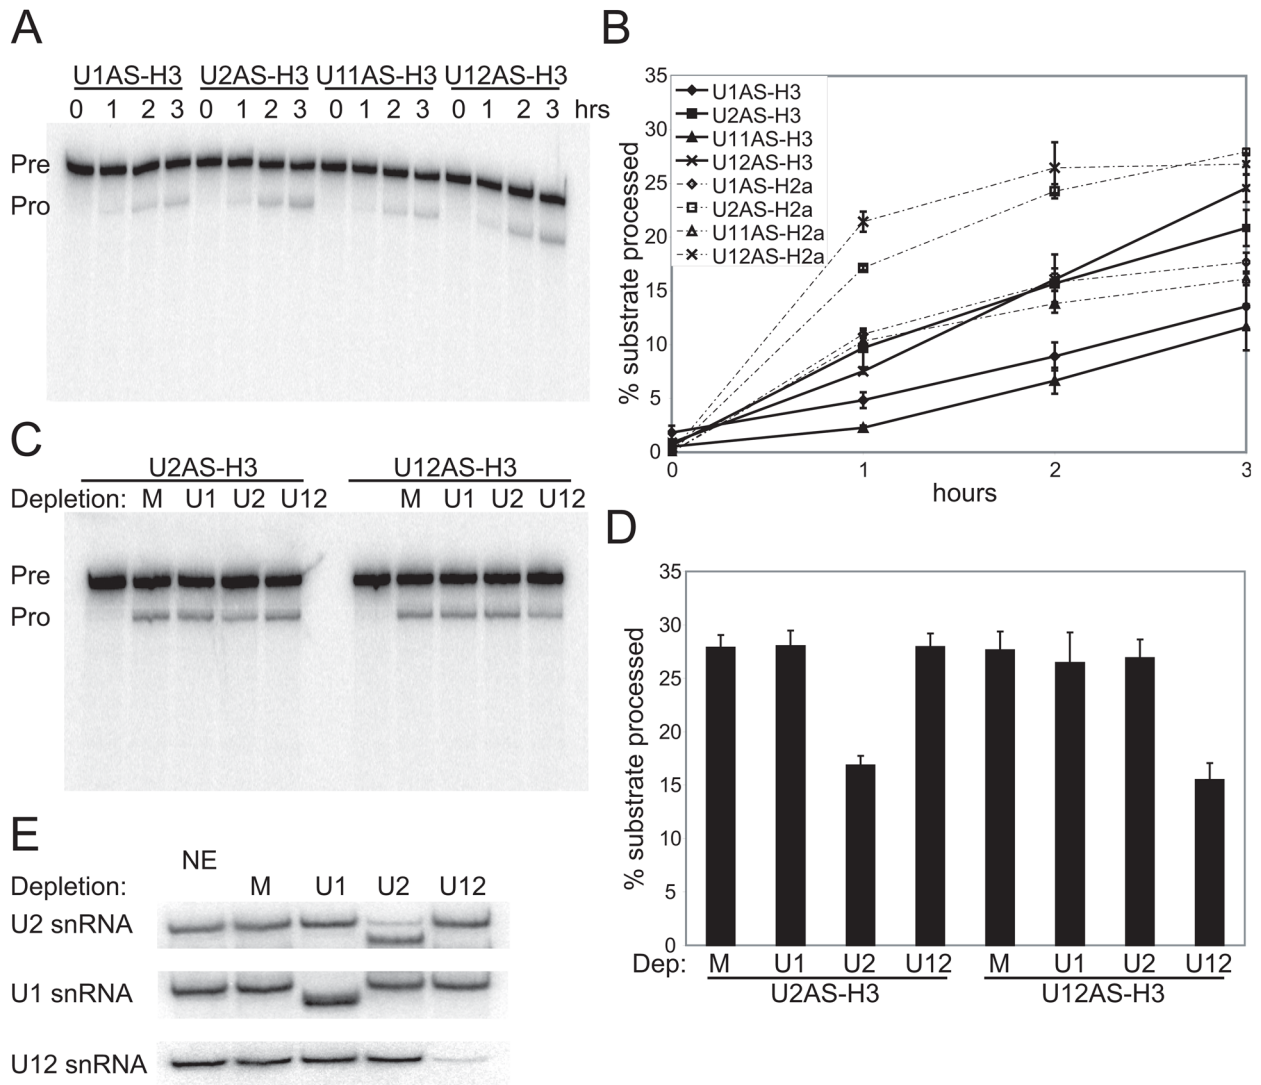 A
U1AS-H3 U2AS-H3 U11AS-H3 U12AS-H3
0 1 2 3 0 1 2 3 0 1 2 3 0 1 2 3 hrs
Pre
Pro
B
% substrate processed
35
30
25
20
15
10
5
0
U1AS-H3
U2AS-H3
U11AS-H3
U12AS-H3
U1AS-H2a
U2AS-H2a
U11AS-H2a
U12AS-H2a
0 1 2 3
hours
C
U2AS-H3 U12AS-H3
Depletion: M U1 U2 U12 M U1 U2 U12
Pre
Pro
D
% substrate processed
35
30
25
20
15
10
5
0
Dep: M U1 U2 U12 M U1 U2 U12
U2AS-H3 U12AS-H3
E
NE
Depletion: M U1 U2 U12
U2 snRNA
U1 snRNA
U12 snRNA